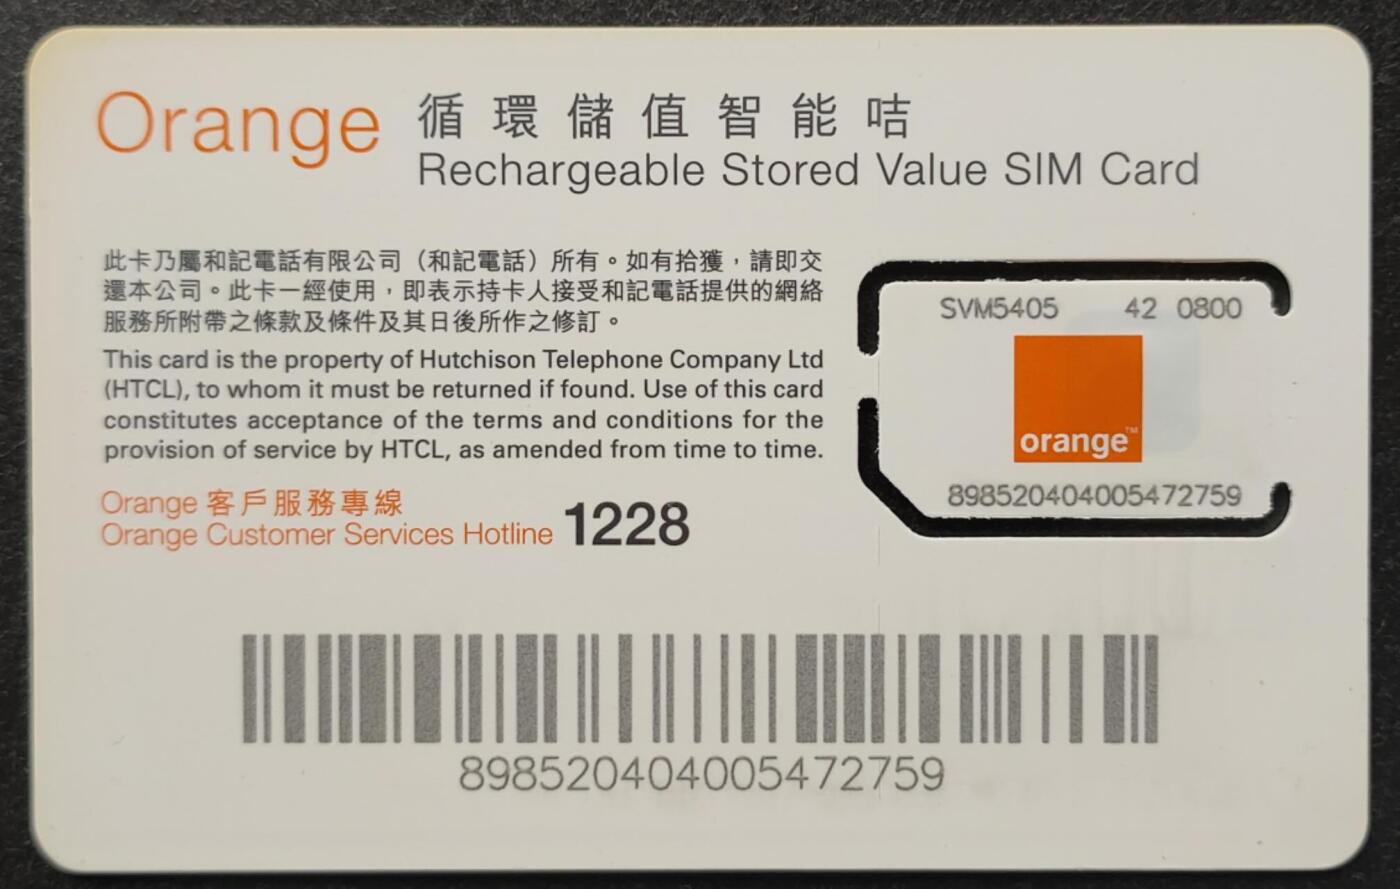 Orange 循環儲值智能咭
Rechargeable Stored Value SIM Card
此卡乃屬和記電話有限公司（和記電話）所有。如有拾獲，請即交
還本公司。此卡一經使用，即表示持卡人接受和記電話提供的網絡
服務所附帶之條款及條件及其日後所作之修訂。
This card is the property of Hutchison Telephone Company Ltd
(HTCL), to whom it must be returned if found. Use of this card
constitutes acceptance of the terms and conditions for the
provision of service by HTCL, as amended from time to time.
Orange 客戶服務專線
Orange Customer Services Hotline 1228
SVM5405 42 0800
orange™
898520404005472759
898520404005472759